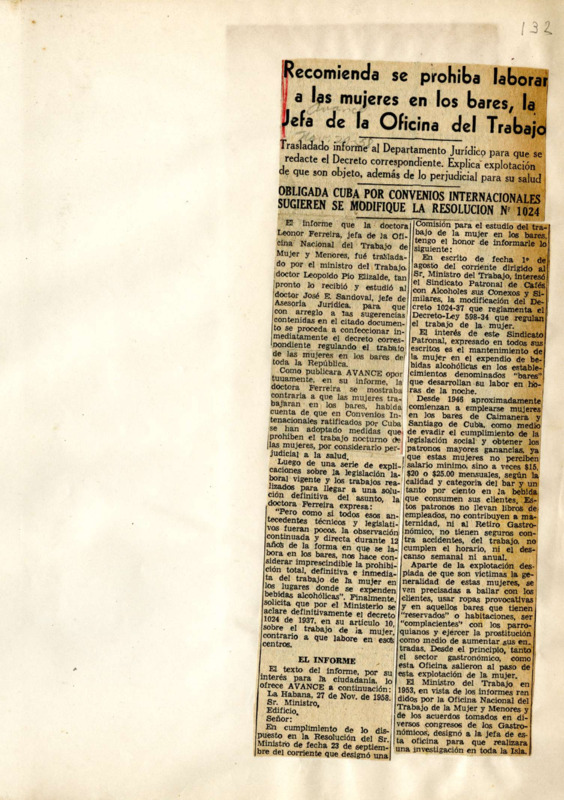 132
Recomienda se prohiba laborar
a las mujeres en los bares, la
Jefa de la Oficina del Trabajo
Trasladado informe al Departamento Jurídico para que se
redacte el Decreto correspondiente. Explica explotación
de que son objeto, además de lo perjudicial para su salud
OBLIGADA CUBA POR CONVENIOS INTERNACIONALES
SUGIEREN SE MODIFIQUE LA RESOLUCION Nº 1024
El informe que la doctora
Leonor Ferreira, jefa de la Ofi-
cina Nacional del Trabajo de
Mujer y Menores, fué trasladado
por el ministro del Trabajo,
doctor Leopoldo Pío Elizalde, tan
pronto lo recibió y estudió al
doctor José E. Sandoval, jefe de
Asesoría Jurídica, para que
con arreglo a las sugerencias
contenidas en el citado documen-
to se proceda a confeccionar in-
mediatamente el decreto corres-
pondiente regulando el trabajo
de las mujeres en los bares de
toda la República.
Como publicara AVANCE opor
tunamente, en su informe, la
doctora Ferreira se mostraba
contraria a que las mujeres tra-
bajaran en los bares, habida
cuenta de que en Convenios In-
tenacionales ratificados por Cuba
se han adoptado medidas que
prohiben el trabajo nocturno de
las mujeres, por considerarlo per-
judicial a la salud.
Luego de una serie de expli-
caciones sobre la legislación la-
boral vigente y los trabajos rea-
lizados para llegar a una solu-
ción definitiva del asunto, la
doctora Ferreira expresa:
"Pero como si todos esos an-
tecedentes técnicos y legislati-
vos fueran pocos, la observación
continuada y directa durante 12
años de la forma en que se la-
bora en los bares, nos hace con-
siderar imprescindible la prohibi-
ción total, definitiva e inmedia-
ta del trabajo de la mujer en
los lugares donde se expenden
bebidas alcohólicas". Finalmente,
solicita que por el Ministerio se
aclare definitivamente el decreto
1024 de 1937, en su artículo 10,
sobre el trabajo de la mujer,
contrario a que labore en esos
centros.
EL INFORME
El texto del informe, por su
interés para la ciudadanía, lo
ofrece AVANCE a continuación:
La Habana, 27 de Nov. de 1958.
Sr. Ministro,
Edificio,
Señor:
En cumplimiento de lo dis-
puesto en la Resolución del Sr.
Ministro de fecha 23 de septiem-
bre del corriente que designó una
Comisión para el estudio del tra-
bajo de la mujer en los bares,
tengo el honor de informarle lo
siguiente:
En escrito de fecha 1º de
agosto del corriente dirigido al
Sr. Ministro del Trabajo, interesó
el Sindicato Patronal de Cafés
con Alcoholes sus Conexos y Si-
milares, la modificación del De-
creto 1024-37 que reglamenta el
Decreto-Ley 598-34 que regulan
el trabajo de la mujer.
El interés de este Sindicato
Patronal, expresado en todos sus
escritos es el mantenimiento de
la mujer en el expendio de be-
bidas alcohólicas en los estable-
cimientos denominados "bares"
que desarrollan su labor en ho-
ras de la noche.
Desde 1946 aproximadamente
comienzan a emplearse mujeres
en los bares de Caimanera y
Santiago de Cuba, como medio
de evadir el cumplimiento de la
legislación social y obtener los
patronos mayores ganancias, ya
que estas mujeres no perciben
salario mínimo, sino a veces $15,
$20 o $25.00 mensuales, según la
calidad y categoría del bar y un
tanto por ciento en la bebida
que consumen sus clientes. Es-
tos patronos no llevan libros de
empleados, no contribuyen a ma-
ternidad, ni al Retiro Gastro-
nómico, no tienen seguros con-
tra accidentes, del trabajo, no
cumplen el horario, ni el des-
canso semanal ni anual.
Aparte de la explotación des-
piadada de que son víctimas la ge-
neralidad de estas mujeres, se
ven precisadas a bailar con los
clientes, usar ropas provocativas
y en aquellos bares que tienen
"reservados" o habitaciones, ser
"complacientes" con los parro-
quianos y ejercer la prostitución
como medio de aumentar sus en-
tradas. Desde el principio, tanto
el sector gastronómico, como
esta Oficina salieron al paso de
esta explotación de la mujer.
El Ministro del Trabajo en
1953, en vista de los informes ren
didos por la Oficina Nacional del
Trabajo de la Mujer y Menores y
de los acuerdos tomados en di-
versos congresos de los Gastro-
nómicos, designó a la jefa de es-
ta oficina para que realizara
una investigación en toda la Isla.